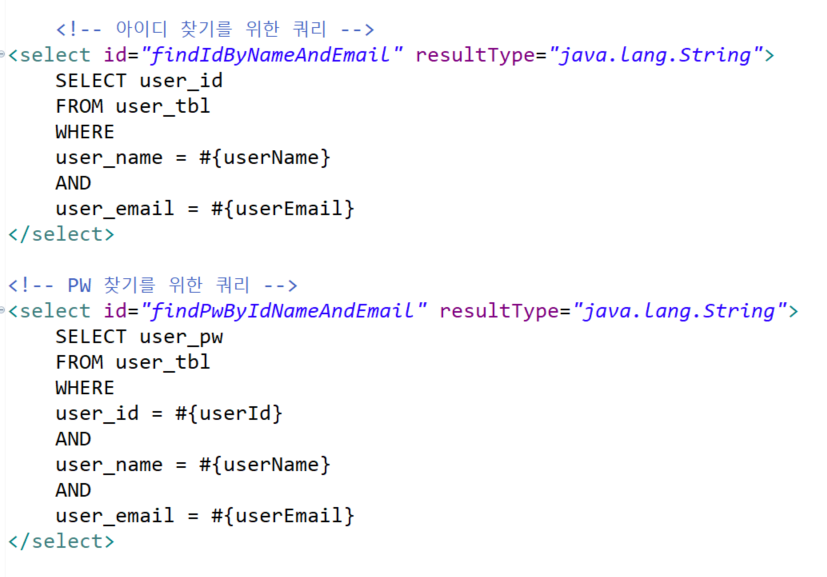 <!-- 아이디 찾기를 위한 쿼리 -->
<select id="findIdByNameAndEmail" resultType="java.lang.String">
SELECT user_id
FROM user_tbl
WHERE
user_name = #{userName}
AND
user_email = #{userEmail}
</select>
<!-- PW 찾기를 위한 쿼리 -->
<select id="findPwByIdNameAndEmail" resultType="java.lang.String">
SELECT user_pw
FROM user_tbl
WHERE
user_id = #{userId}
AND
user_name = #{userName}
AND
user_email = #{userEmail}
</select>